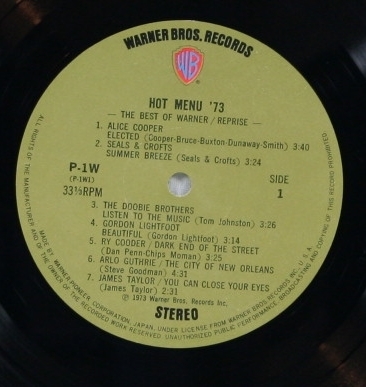 WARNER BROS. RECORDS
WB
®
HOT MENU '73
— THE BEST OF WARNER/REPRISE —
1. ALICE COOPER
ELECTED (Cooper-Bruce-Buxton-Dunaway-Smith) 3:40
2. SEALS & CROFTS
SUMMER BREEZE (Seals & Crofts) 3:24
P-1W
(P-1W1)
33⅓RPM
SIDE
1
3. THE DOOBIE BROTHERS
LISTEN TO THE MUSIC (Tom Johnston) 3:26
4. GORDON LIGHTFOOT
BEAUTIFUL (Gordon Lightfoot) 3:14
5. RY COODER / DARK END OF THE STREET
(Dan Penn-Chips Moman) 3:25
6. ARLO GUTHRIE / THE CITY OF NEW ORLEANS
(Steve Goodman) 4:31
7. JAMES TAYLOR / YOU CAN CLOSE YOUR EYES
(James Taylor) 2:31
℗ 1973 Warner Bros. Records Inc.
STEREO
MADE BY WARNER-PIONEER CORPORATION, JAPAN, UNDER LICENSE FROM WARNER BROS. RECORDS INC. U.S.A.
ALL RIGHTS OF THE MANUFACTURER AND OF THE OWNER OF THE RECORDED WORK RESERVED UNAUTHORIZED PUBLIC PERFORMANCE, BROADCASTING AND COPYING OF THIS RECORD PROHIBITED